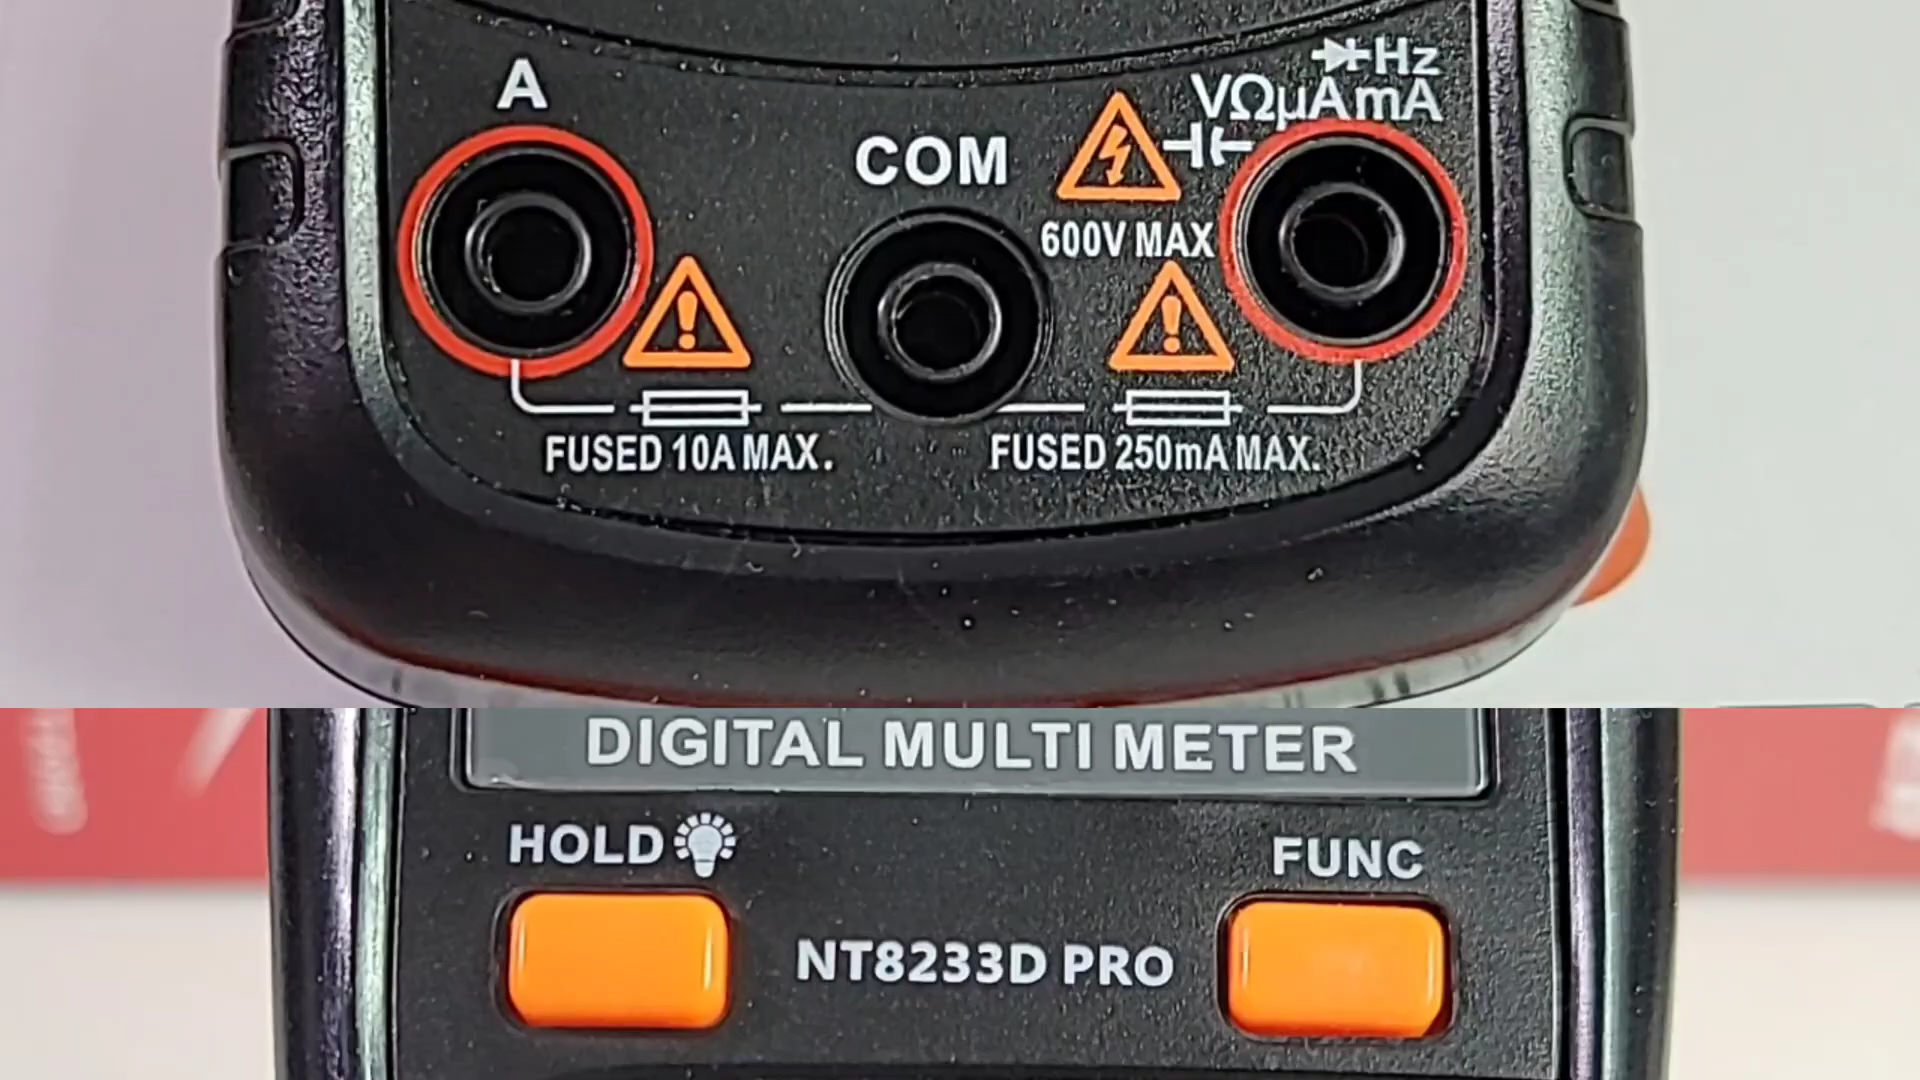 A
Hz
VΩµAmA
COM
600V MAX
FUSED 10A MAX.
FUSED 250mA MAX.
DIGITAL MULTI METER
HOLD
FUNC
NT8233D PRO